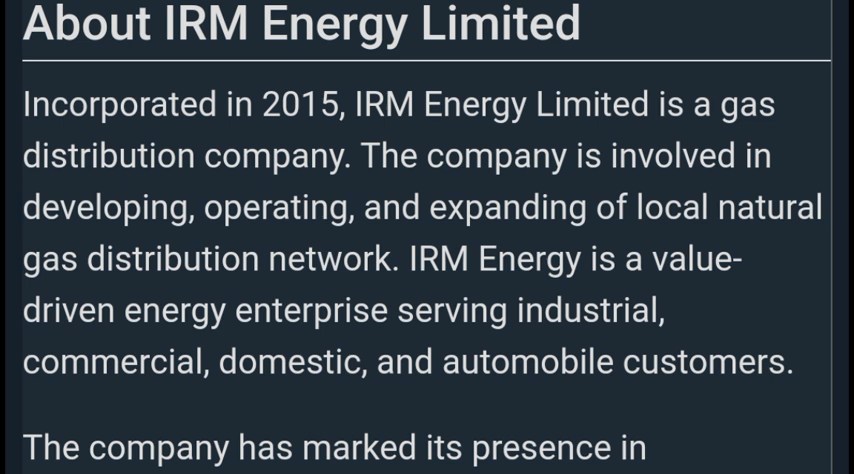 About IRM Energy Limited
Incorporated in 2015, IRM Energy Limited is a gas
distribution company. The company is involved in
developing, operating, and expanding of local natural
gas distribution network. IRM Energy is a value-
driven energy enterprise serving industrial,
commercial, domestic, and automobile customers.
The company has marked its presence in